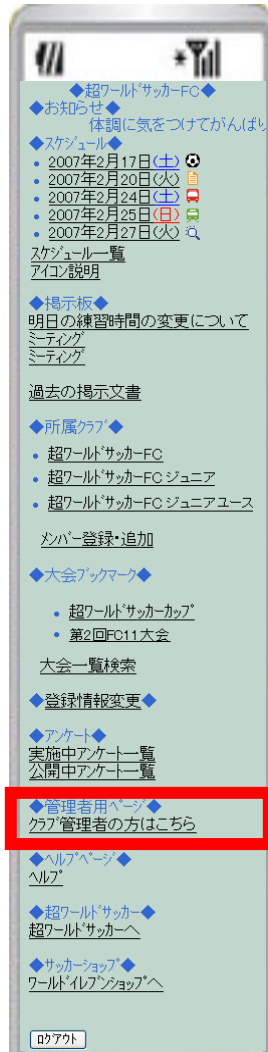 ◆超ワールドサッカーFC◆
◆お知らせ◆
体調に気をつけてがんばり
◆スケジュール◆
・ 2007年2月17日(土)
・ 2007年2月20日(火)
・ 2007年2月24日(土)
・ 2007年2月25日(日)
・ 2007年2月27日(火)
スケジュール一覧
アイコン説明
◆掲示板◆
明日の練習時間の変更について
ミーティング
ミーティング
過去の掲示文書
◆所属クラブ◆
・ 超ワールドサッカーFC
・ 超ワールドサッカーFCジュニア
・ 超ワールドサッカーFCジュニアユース
メンバー登録・追加
◆大会ブックマーク◆
・ 超ワールドサッカーカップ
・ 第2回FC11大会
大会一覧検索
◆登録情報変更◆
◆アンケート◆
実施中アンケート一覧
公開中アンケート一覧
◆管理者用ページ◆
クラブ管理者の方はこちら
◆ヘルプページ◆
ヘルプ
◆超ワールドサッカー◆
超ワールドサッカーへ
◆サッカーショップ◆
ワールドイレブンショップへ
ログアウト